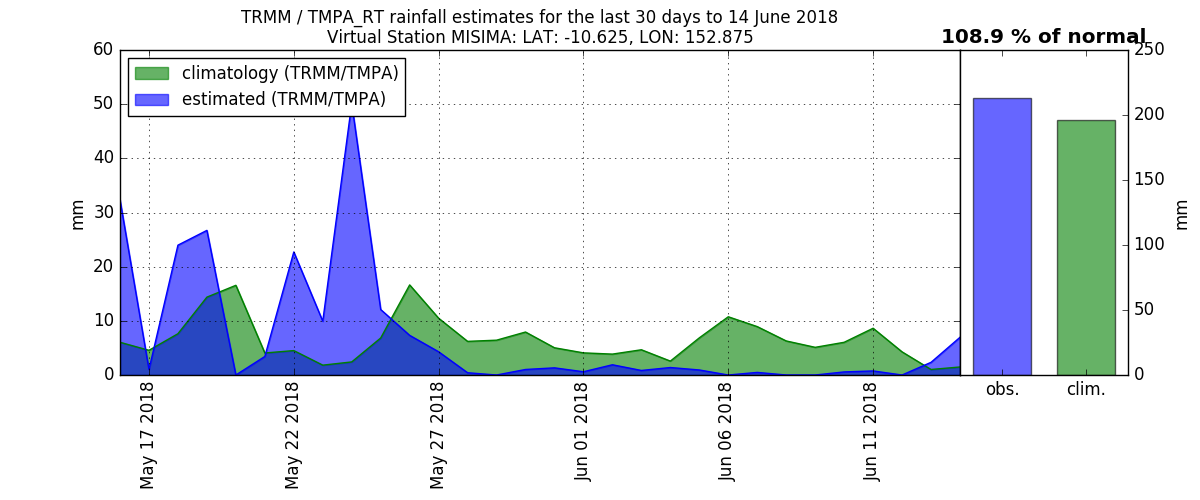 TRMM / TMPA_RT rainfall estimates for the last 30 days to 14 June 2018
Virtual Station MISIMA: LAT: -10.625, LON: 152.875
108.9 % of normal
climatology (TRMM/TMPA)
estimated (TRMM/TMPA)
60
50
40
30
20
10
0
mm
May 17 2018
May 22 2018
May 27 2018
Jun 01 2018
Jun 06 2018
Jun 11 2018
250
200
150
100
50
0
mm
obs.
clim.